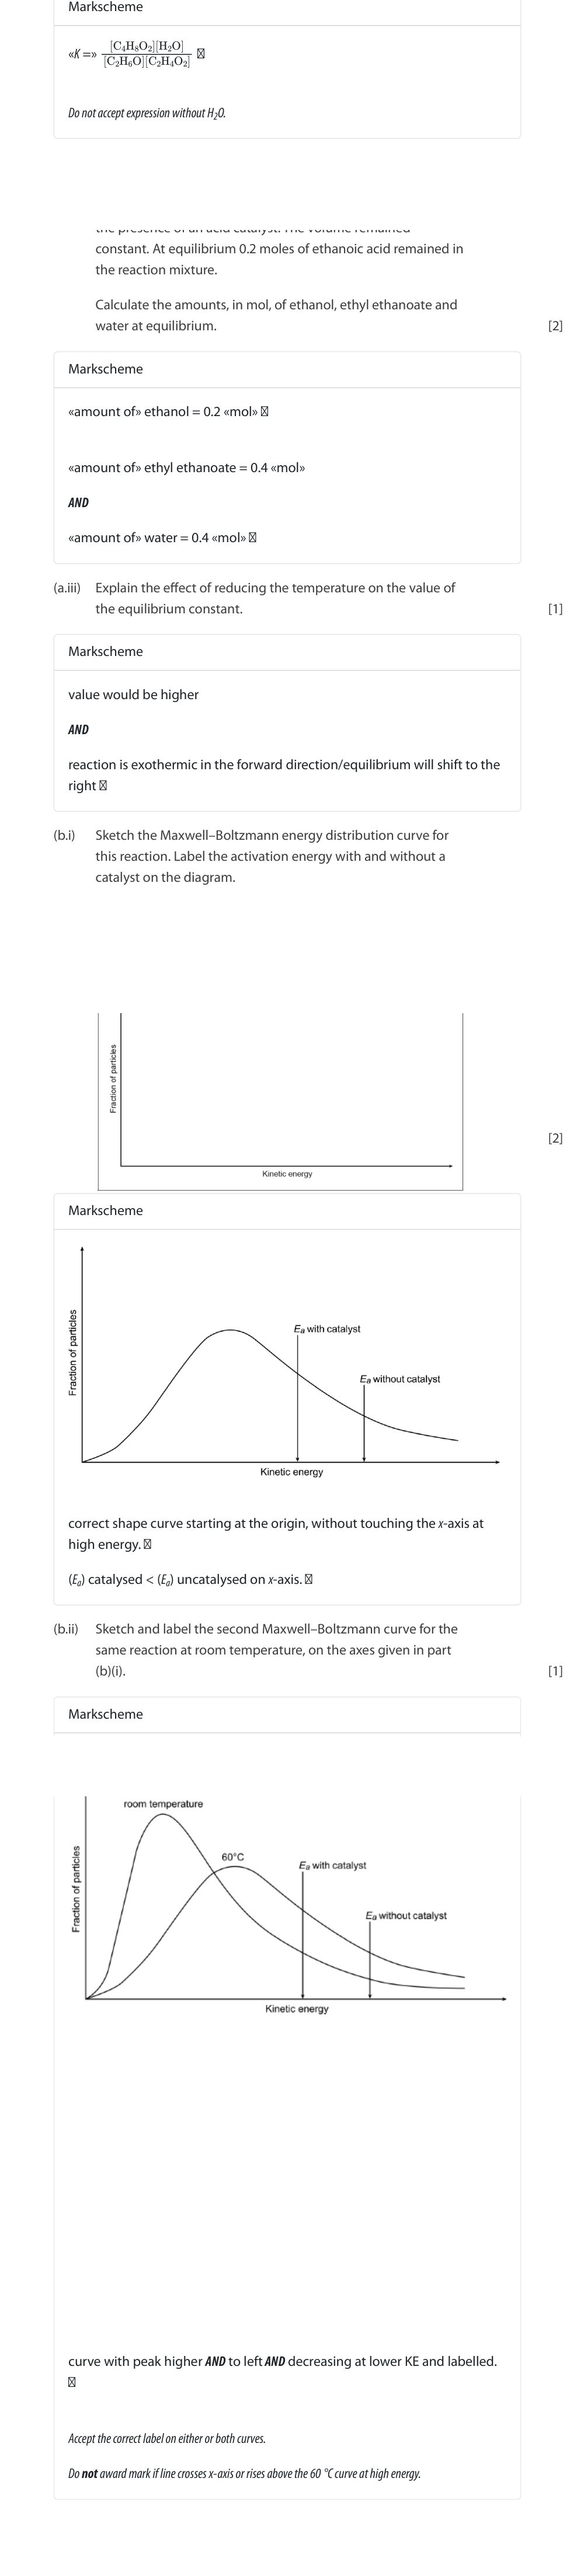 Markscheme
«K =» [C₄H₈O₂][H₂O] / [C₂H₆O][C₂H₄O₂]
Do not accept expression without H₂O.
constant. At equilibrium 0.2 moles of ethanoic acid remained in
the reaction mixture.
Calculate the amounts, in mol, of ethanol, ethyl ethanoate and
water at equilibrium. [2]
Markscheme
«amount of» ethanol = 0.2 «mol»
«amount of» ethyl ethanoate = 0.4 «mol»
AND
«amount of» water = 0.4 «mol»
(a.iii) Explain the effect of reducing the temperature on the value of
the equilibrium constant. [1]
Markscheme
value would be higher
AND
reaction is exothermic in the forward direction/equilibrium will shift to the
right
(b.i) Sketch the Maxwell–Boltzmann energy distribution curve for
this reaction. Label the activation energy with and without a
catalyst on the diagram.
Fraction of particles
[2]
Kinetic energy
Markscheme
Fraction of particles
Eₐ with catalyst
Eₐ without catalyst
Kinetic energy
correct shape curve starting at the origin, without touching the x-axis at
high energy.
(Eₐ) catalysed < (Eₐ) uncatalysed on x-axis.
(b.ii) Sketch and label the second Maxwell–Boltzmann curve for the
same reaction at room temperature, on the axes given in part
(b)(i). [1]
Markscheme
room temperature
60°C
Fraction of particles
Eₐ with catalyst
Eₐ without catalyst
Kinetic energy
curve with peak higher AND to left AND decreasing at lower KE and labelled.
Accept the correct label on either or both curves.
Do not award mark if line crosses x-axis or rises above the 60 °C curve at high energy.